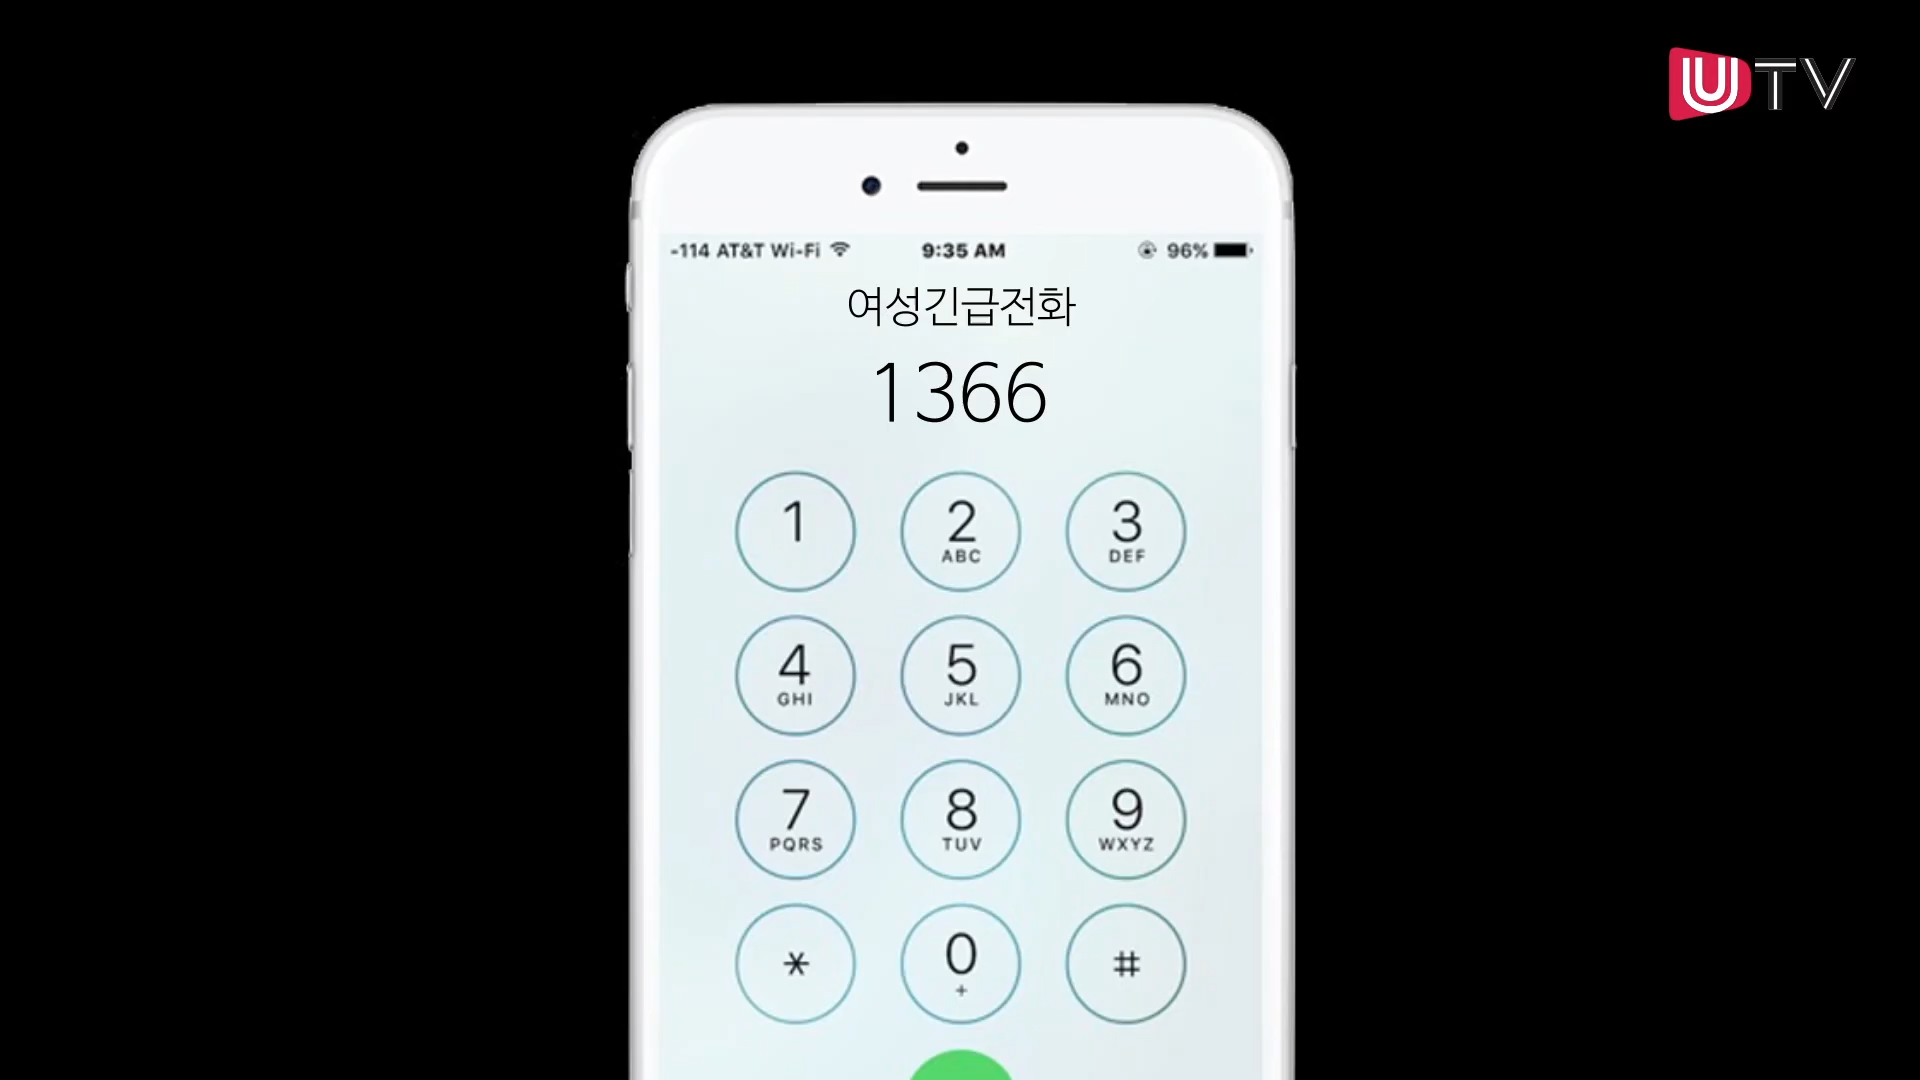 UTV
-114 AT&T Wi-Fi 9:35 AM 96%
여성긴급전화
1366
1 2 3
ABC DEF
4 5 6
GHI JKL MNO
7 8 9
PQRS TUV WXYZ
* 0 #
+